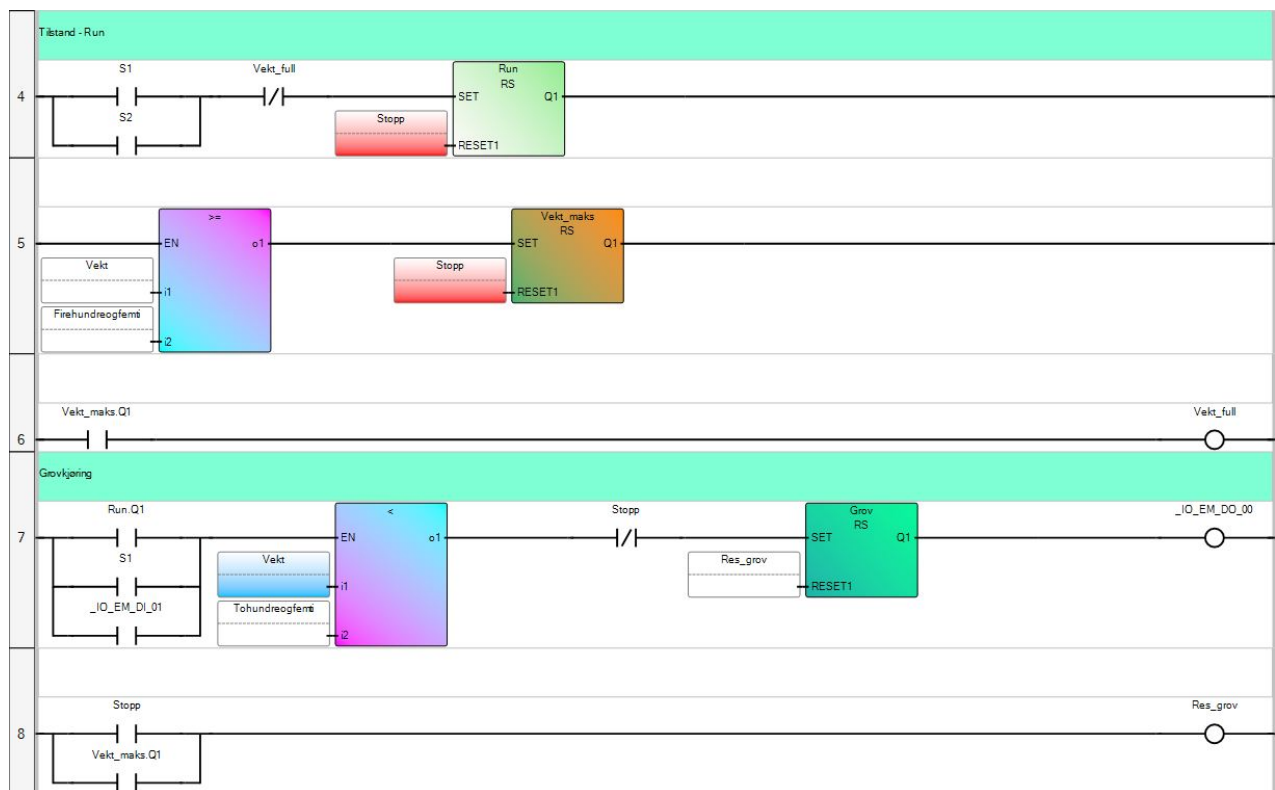 Tilstand - Run
4
S1
Vekt_full
Run
RS
SET
Q1
S2
Stopp
RESET1
5
>=
EN
o1
Vekt
i1
Firehundreogfemti
i2
Vekt_maks
RS
SET
Q1
Stopp
RESET1
6
Vekt_maks.Q1
Vekt_full
Grovkjøring
7
Run.Q1
S1
_IO_EM_DI_01
<
EN
o1
Vekt
i1
Tohundreogfemti
i2
Stopp
Grov
RS
SET
Q1
Res_grov
RESET1
_IO_EM_DO_00
8
Stopp
Vekt_maks.Q1
Res_grov